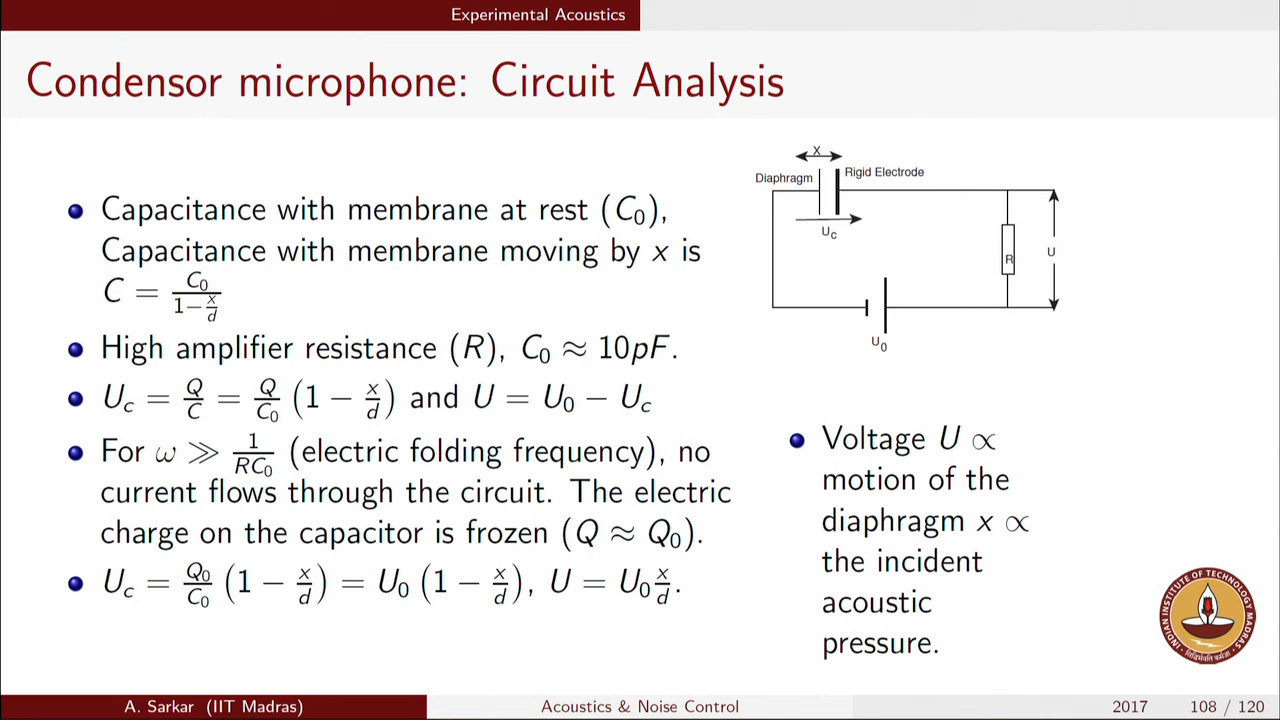 Experimental Acoustics
Condensor microphone: Circuit Analysis
Capacitance with membrane at rest (C₀),
Capacitance with membrane moving by x is
C = C₀/(1−x/d)
High amplifier resistance (R), C₀ ≈ 10pF.
U_c = Q/C = Q/C₀ (1 − x/d) and U = U₀ − U_c
For ω ≫ 1/(RC₀) (electric folding frequency), no
current flows through the circuit. The electric
charge on the capacitor is frozen (Q ≈ Q₀).
U_c = Q₀/C₀ (1 − x/d) = U₀ (1 − x/d), U = U₀ x/d.
X
Diaphragm
Rigid Electrode
U_c
R
U
U₀
Voltage U ∝
motion of the
diaphragm x ∝
the incident
acoustic
pressure.
INDIAN INSTITUTE OF TECHNOLOGY MADRAS
A. Sarkar (IIT Madras)
Acoustics & Noise Control
2017
108 / 120